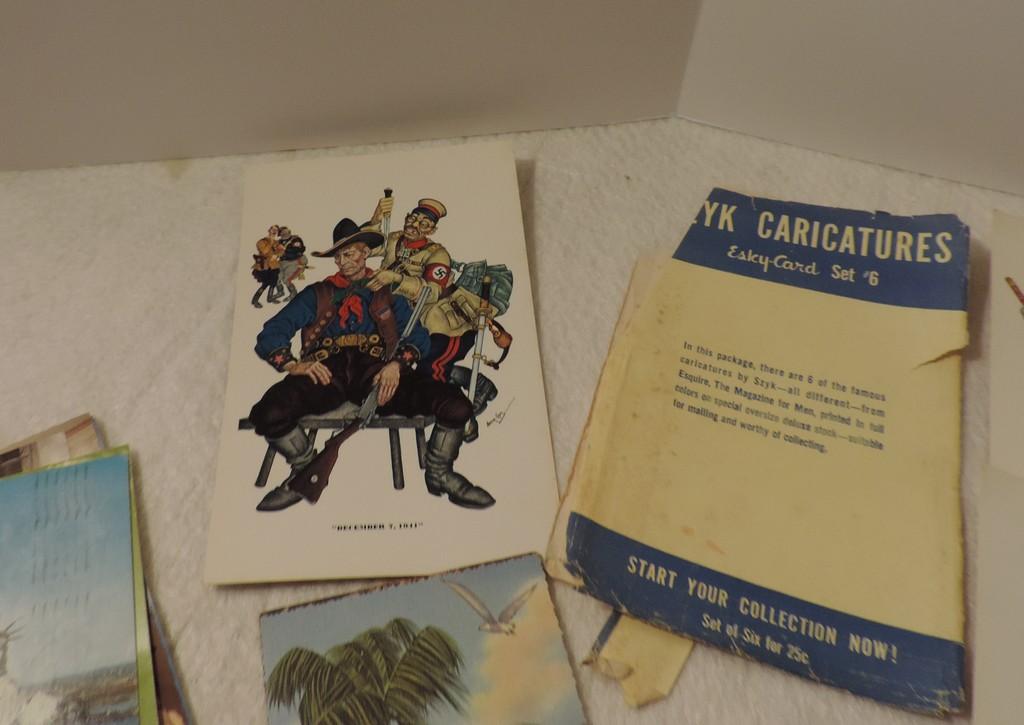 "DECEMBER 7, 1941"
YK CARICATURES
Esky-Card Set #6
In this package, there are 6 of the famous
caricatures by Szyk—all different—from
Esquire, The Magazine for Men, printed in full
colors on special oversize deluxe stock—suitable
for mailing and worthy of collecting.
START YOUR COLLECTION NOW!
Set of Six for 25c